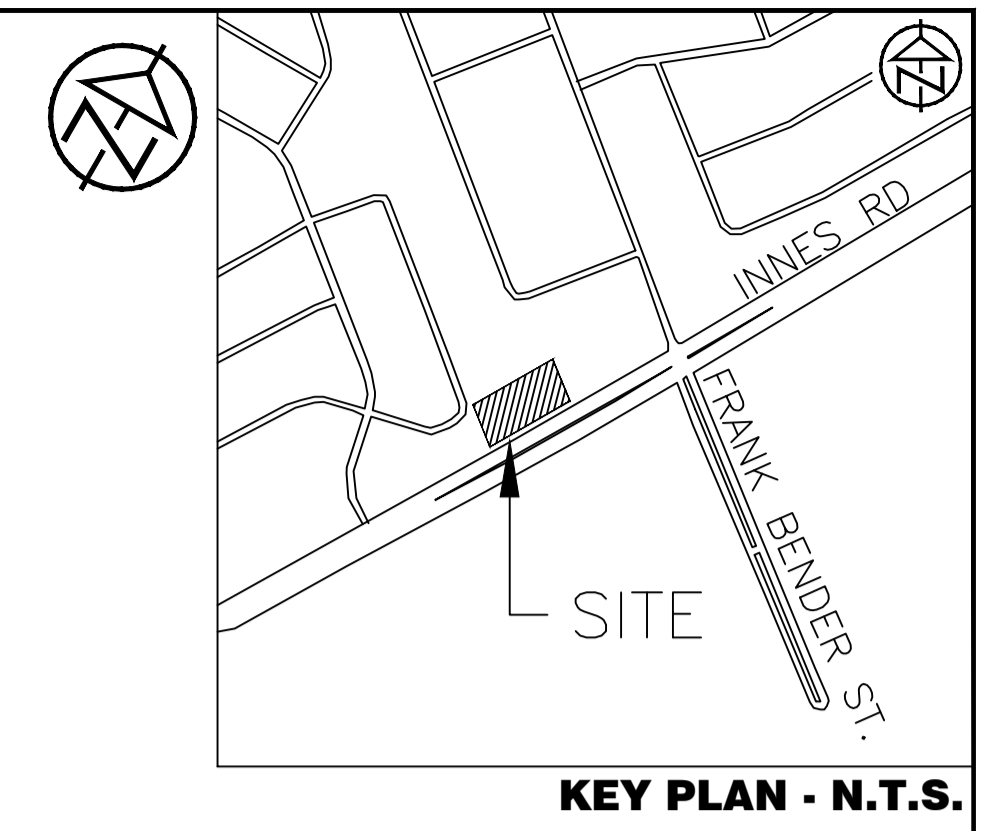 N
N
INNES RD
FRANK BENDER ST.
SITE
KEY PLAN - N.T.S.